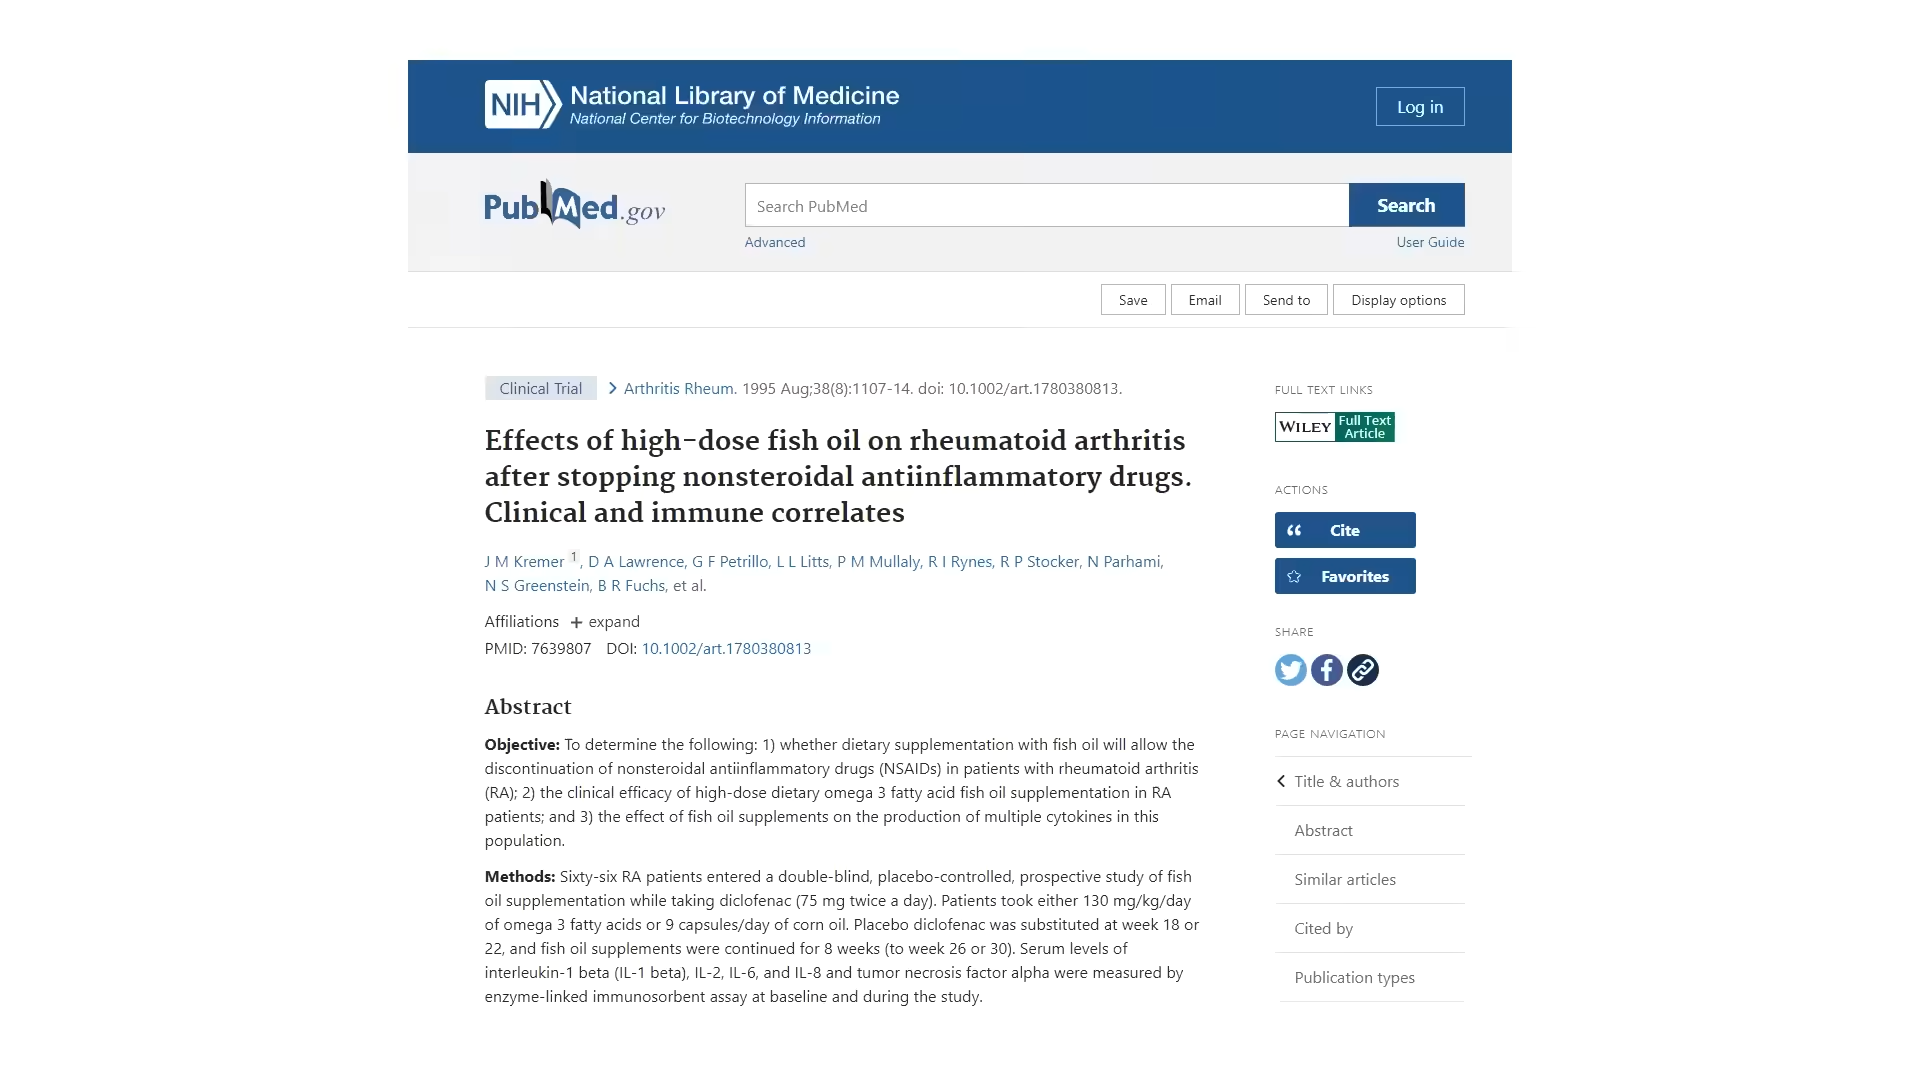 NIH National Library of Medicine
National Center for Biotechnology Information
Log in
PubMed.gov
Search PubMed
Search
Advanced
User Guide
Save
Email
Send to
Display options
Clinical Trial
Arthritis Rheum. 1995 Aug;38(8):1107-14. doi: 10.1002/art.1780380813.
Effects of high-dose fish oil on rheumatoid arthritis
after stopping nonsteroidal antiinflammatory drugs.
Clinical and immune correlates
J M Kremer 1, D A Lawrence, G F Petrillo, L L Litts, P M Mullaly, R I Rynes, R P Stocker, N Parhami,
N S Greenstein, B R Fuchs, et al.
Affiliations + expand
PMID: 7639807 DOI: 10.1002/art.1780380813
Abstract
Objective: To determine the following: 1) whether dietary supplementation with fish oil will allow the
discontinuation of nonsteroidal antiinflammatory drugs (NSAIDs) in patients with rheumatoid arthritis
(RA); 2) the clinical efficacy of high-dose dietary omega 3 fatty acid fish oil supplementation in RA
patients; and 3) the effect of fish oil supplements on the production of multiple cytokines in this
population.
Methods: Sixty-six RA patients entered a double-blind, placebo-controlled, prospective study of fish
oil supplementation while taking diclofenac (75 mg twice a day). Patients took either 130 mg/kg/day
of omega 3 fatty acids or 9 capsules/day of corn oil. Placebo diclofenac was substituted at week 18 or
22, and fish oil supplements were continued for 8 weeks (to week 26 or 30). Serum levels of
interleukin-1 beta (IL-1 beta), IL-2, IL-6, and IL-8 and tumor necrosis factor alpha were measured by
enzyme-linked immunosorbent assay at baseline and during the study.
FULL TEXT LINKS
WILEY Full Text
Article
ACTIONS
Cite
Favorites
SHARE
PAGE NAVIGATION
Title & authors
Abstract
Similar articles
Cited by
Publication types